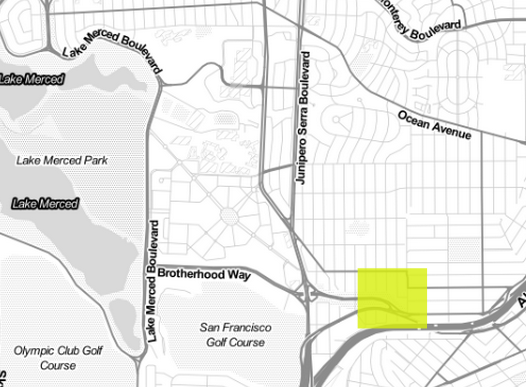 onterey Boulevard
Lake Merced Boulevard
Lake Merced
Junipero Serra Boulevard
Ocean Avenue
Lake Merced Park
Lake Merced
Lake Merced Boulevard
Brotherhood Way
San Francisco
Golf Course
Olympic Club Golf
Course